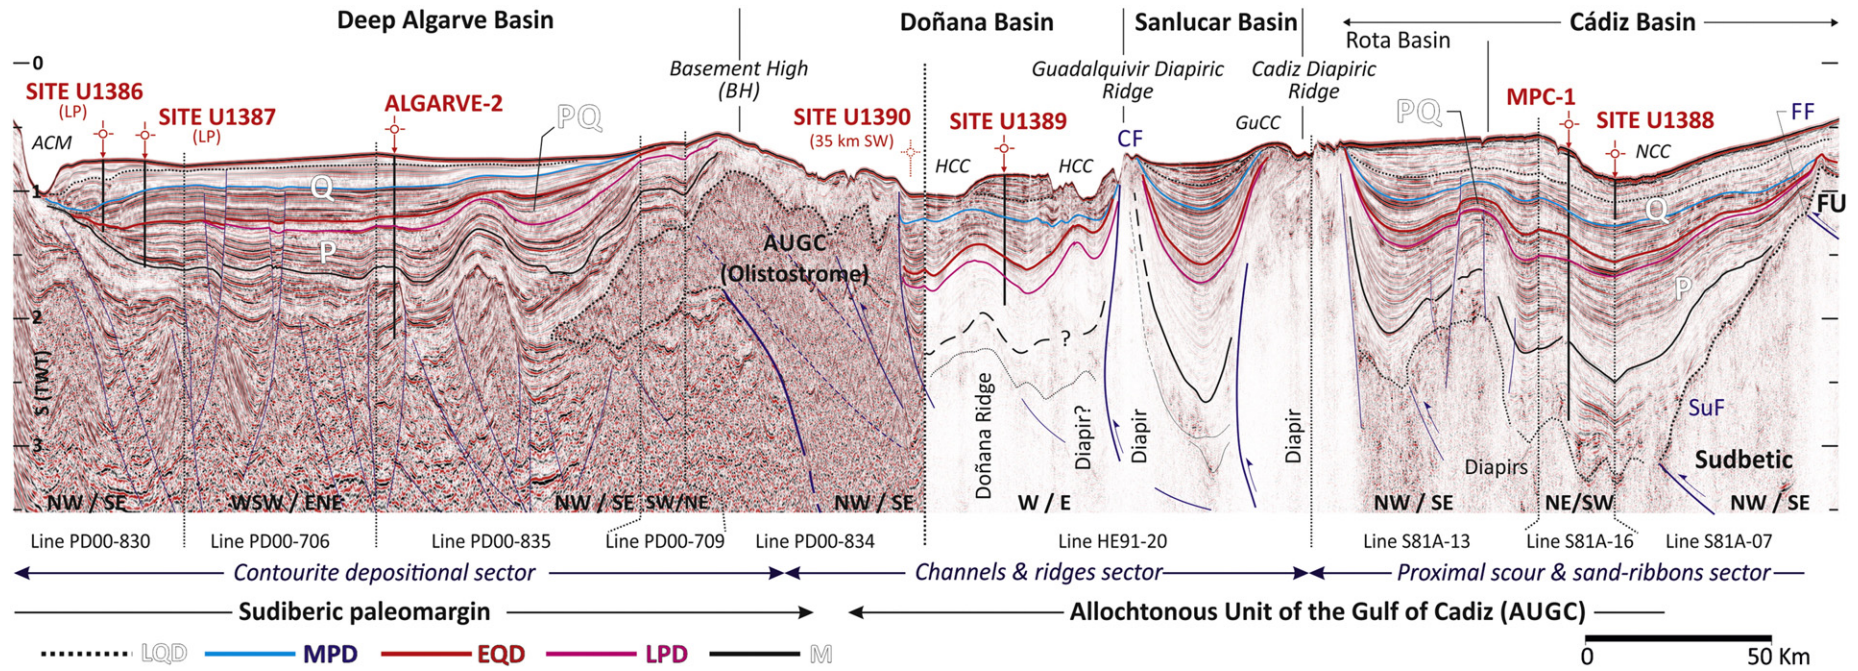 Deep Algarve Basin
Doñana Basin
Sanlucar Basin
Cádiz Basin
Rota Basin
0
Basement High
(BH)
Guadalquivir Diapiric
Ridge
Cadiz Diapiric
Ridge
SITE U1386
(LP)
SITE U1387
(LP)
ALGARVE-2
PQ
SITE U1390
(35 km SW)
SITE U1389
CF
GuCC
PQ
MPC-1
SITE U1388
FF
ACM
HCC
HCC
NCC
1
Q
Q
FU
P
AUGC
(Olistostrome)
P
2
?
S (TWT)
Doñana Ridge
Diapir?
Diapir
Diapir
SuF
3
Diapirs
Sudbetic
NW / SE
WSW / ENE
NW / SE
SW/NE
NW / SE
W / E
NW / SE
NE/SW
NW / SE
Line PD00-830
Line PD00-706
Line PD00-835
Line PD00-709
Line PD00-834
Line HE91-20
Line S81A-13
Line S81A-16
Line S81A-07
Contourite depositional sector
Channels & ridges sector
Proximal scour & sand-ribbons sector
Sudiberic paleomargin
Allochtonous Unit of the Gulf of Cadiz (AUGC)
LQD
MPD
EQD
LPD
M
0
50 Km